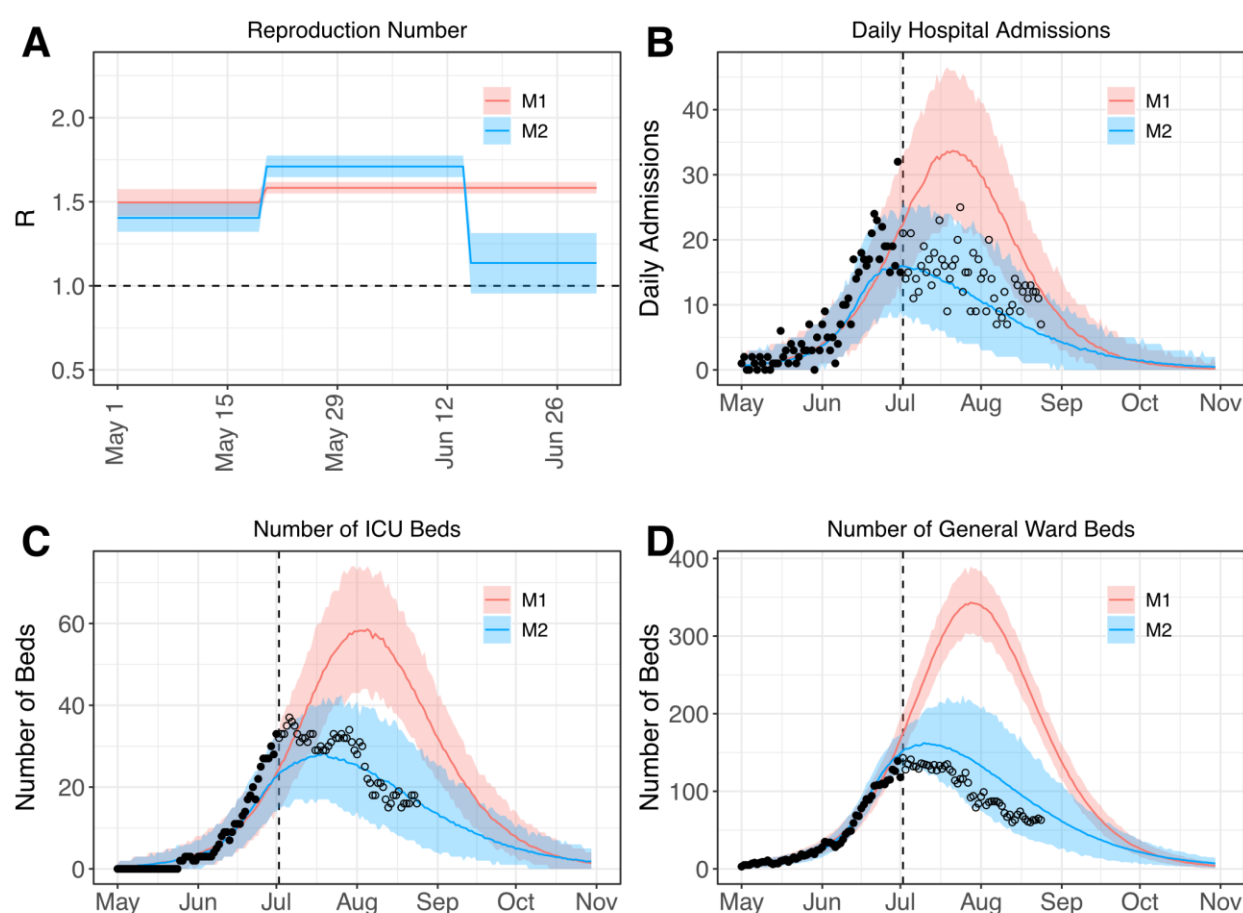 A
Reproduction Number
R
2.0
1.5
1.0
0.5
M1
M2
May 1
May 15
May 29
Jun 12
Jun 26
B
Daily Hospital Admissions
Daily Admissions
40
30
20
10
0
M1
M2
May Jun Jul Aug Sep Oct Nov
C
Number of ICU Beds
Number of Beds
60
40
20
0
M1
M2
May Jun Jul Aug Sep Oct Nov
D
Number of General Ward Beds
Number of Beds
400
300
200
100
0
M1
M2
May Jun Jul Aug Sep Oct Nov